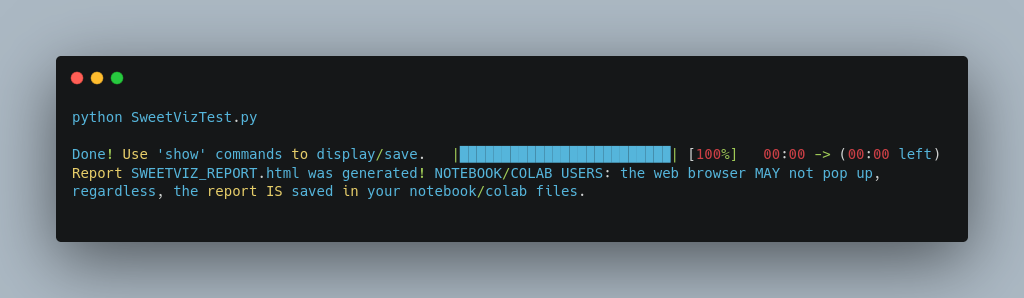 python SweetVizTest.py
Done! Use 'show' commands to display/save.   |██████████████████████████| [100%]   00:00 -> (00:00 left)
Report SWEETVIZ_REPORT.html was generated! NOTEBOOK/COLAB USERS: the web browser MAY not pop up,
regardless, the report IS saved in your notebook/colab files.